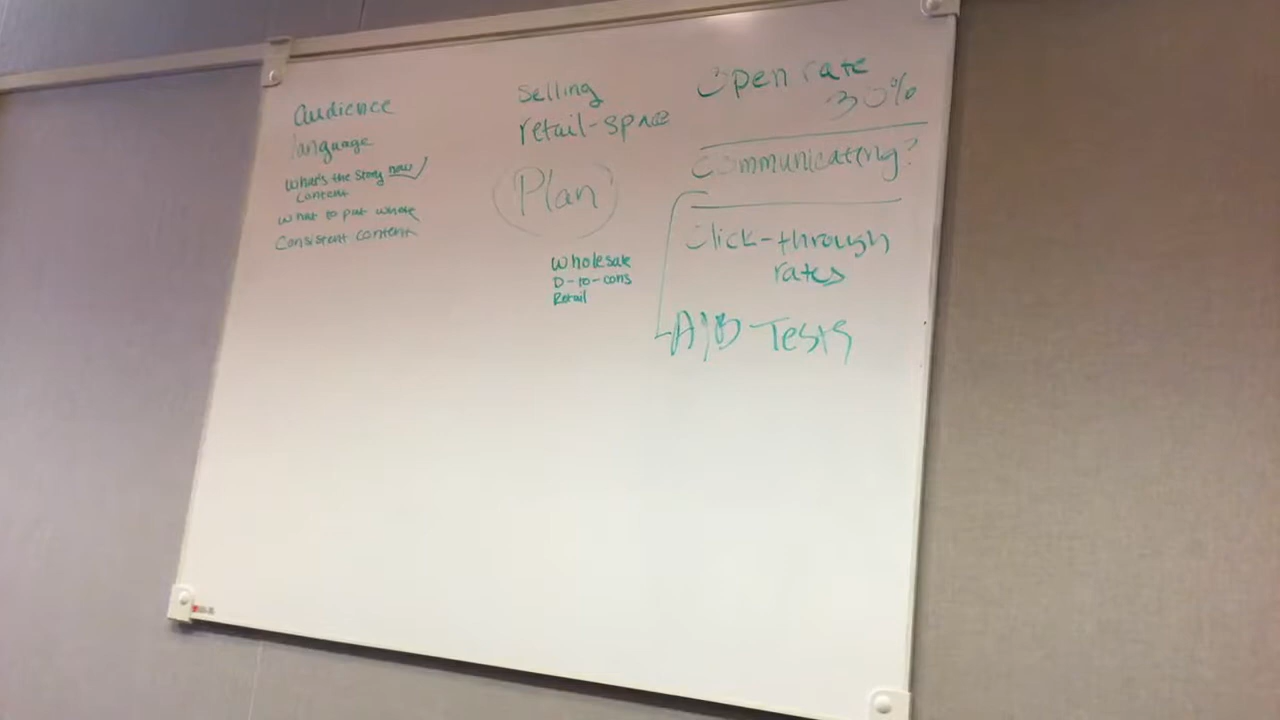 Audience
language
What's the Story now
Content
What to put where
Consistent content
Selling
retail-space
Plan
Wholesale
D-to-cons
Retail
Open rate
30%
Communicating?
Click-through
rates
A/B Tests